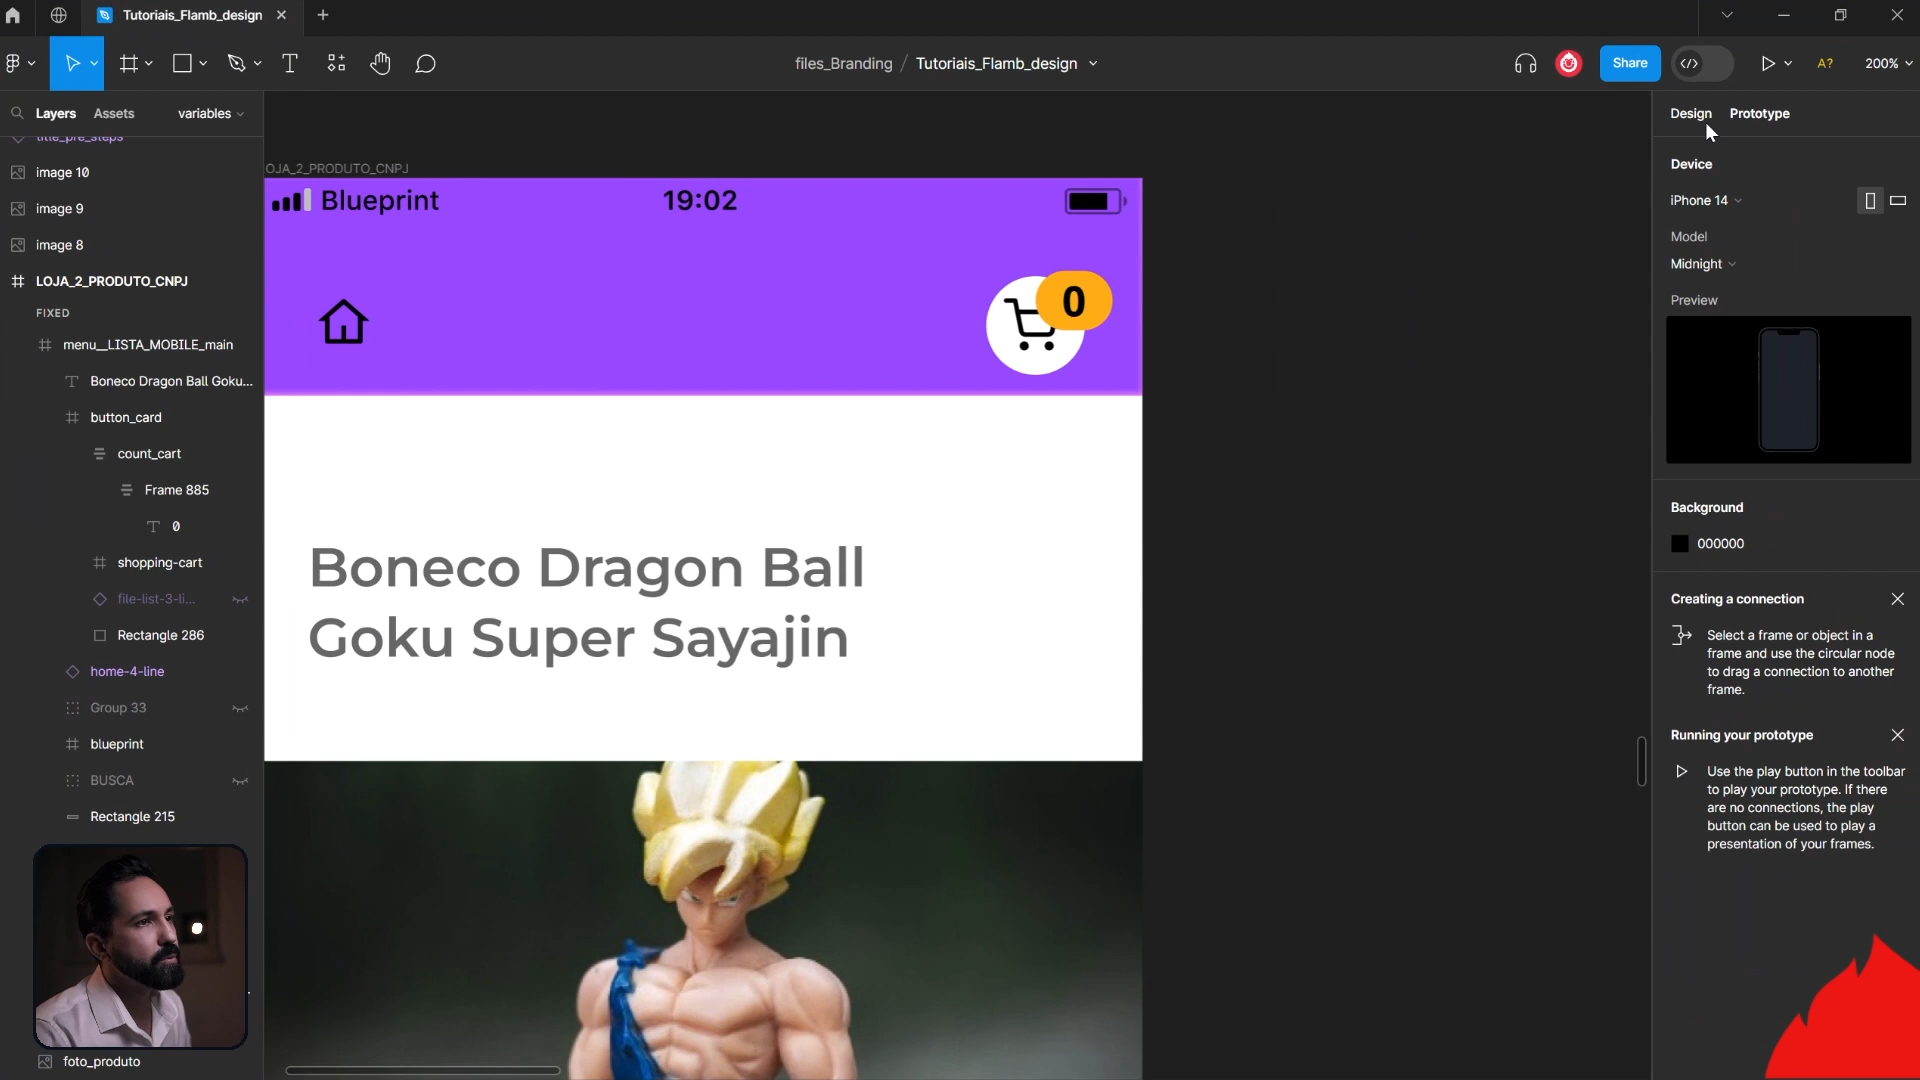 Tutoriais_Flamb_design
files_Branding / Tutoriais_Flamb_design
Share
A?
200%
Layers
Assets
variables
title_pre_steps
image 10
image 9
image 8
LOJA_2_PRODUTO_CNPJ
FIXED
menu__LISTA_MOBILE_main
Boneco Dragon Ball Goku...
button_card
count_cart
Frame 885
0
shopping-cart
file-list-3-li...
Rectangle 286
home-4-line
Group 33
blueprint
BUSCA
Rectangle 215
foto_produto
OJA_2_PRODUTO_CNPJ
Blueprint
19:02
0
Boneco Dragon Ball
Goku Super Sayajin
Design
Prototype
Device
iPhone 14
Model
Midnight
Preview
Background
000000
Creating a connection
Select a frame or object in a
frame and use the circular node
to drag a connection to another
frame.
Running your prototype
Use the play button in the toolbar
to play your prototype. If there
are no connections, the play
button can be used to play a
presentation of your frames.